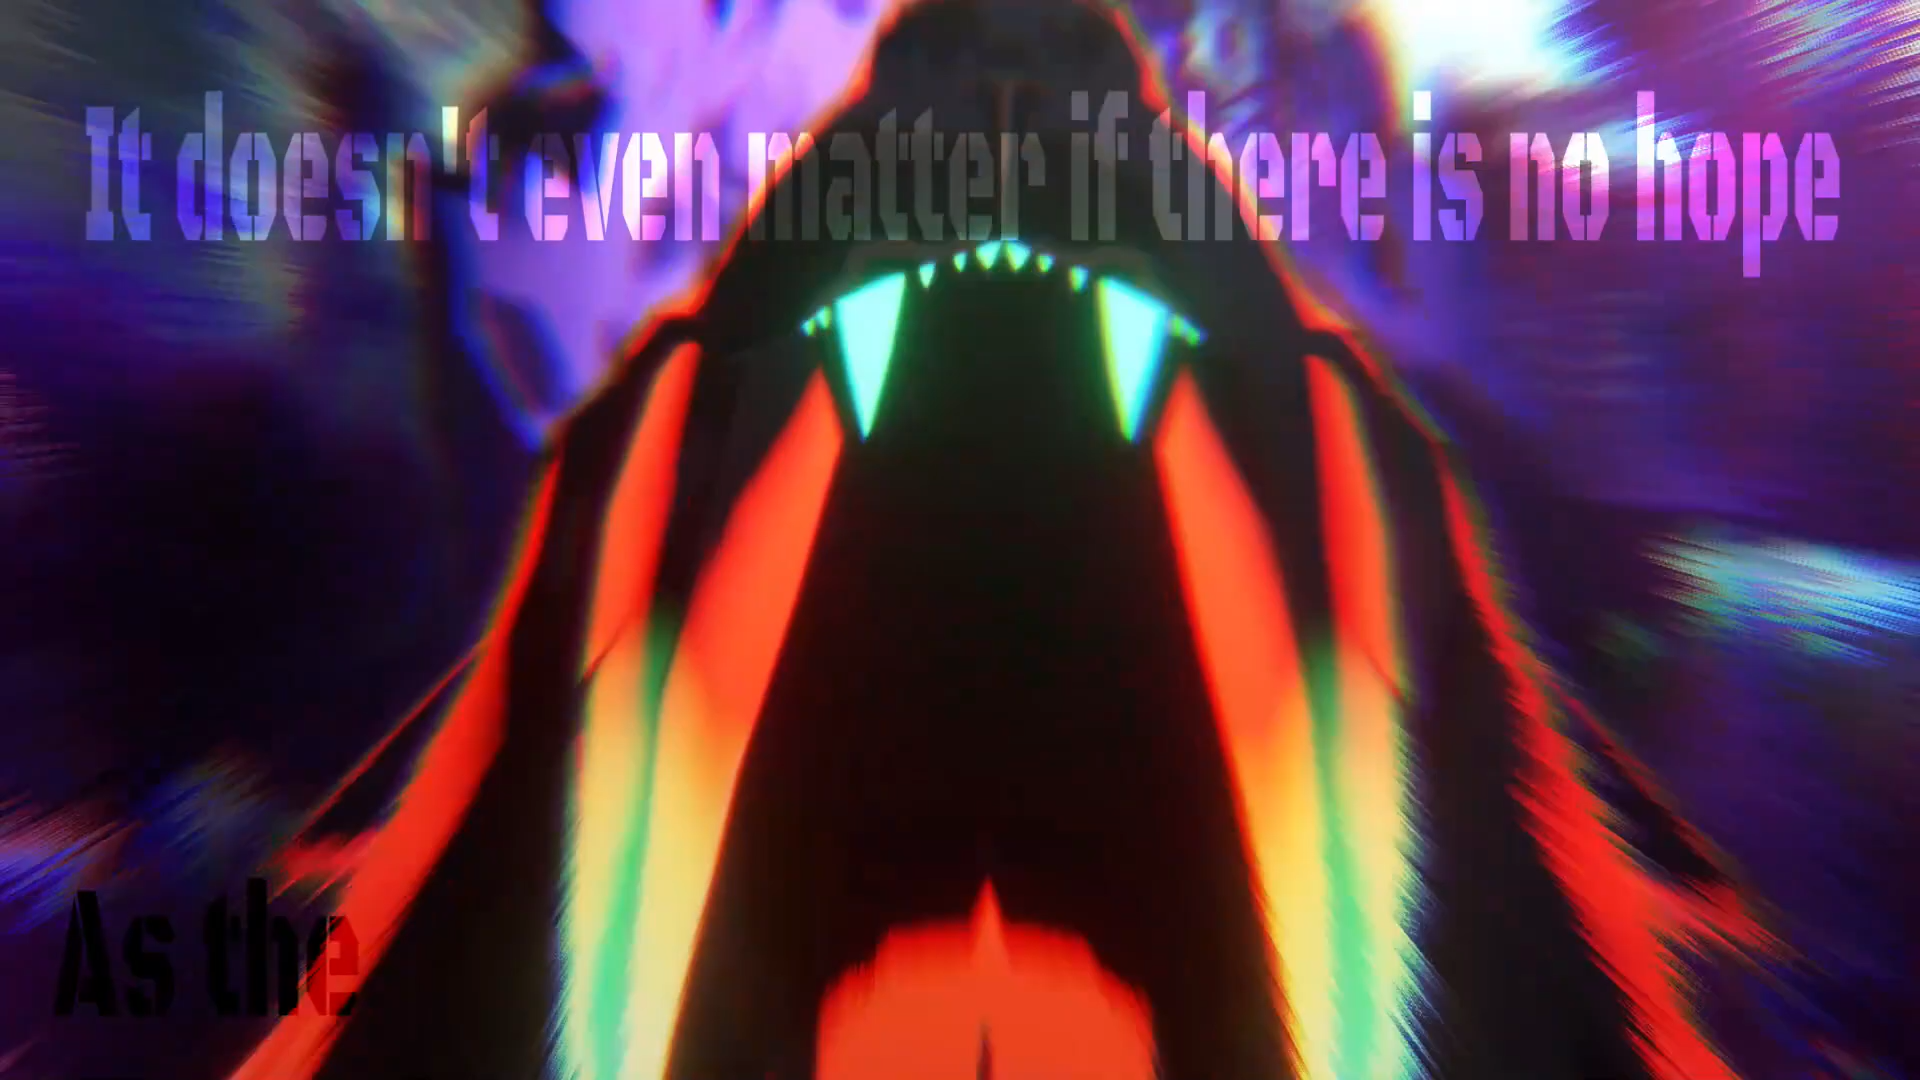 It doesn't even matter if there is no hope
As the